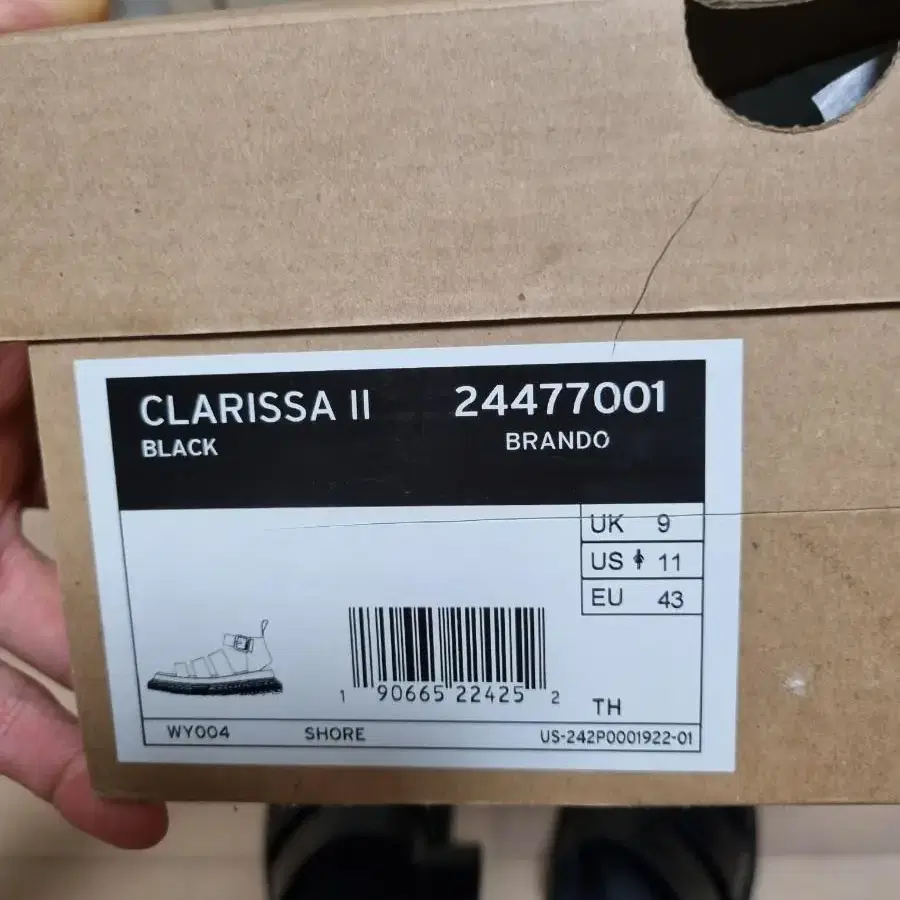 CLARISSA II 24477001
BLACK BRANDO
UK 9
US 11
EU 43
1 90665 22425 2
TH
WY004 SHORE US-242P0001922-01